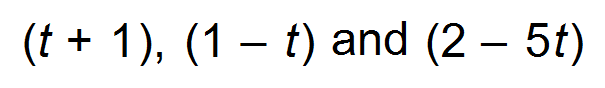 (t + 1), (1 – t) and (2 – 5t)